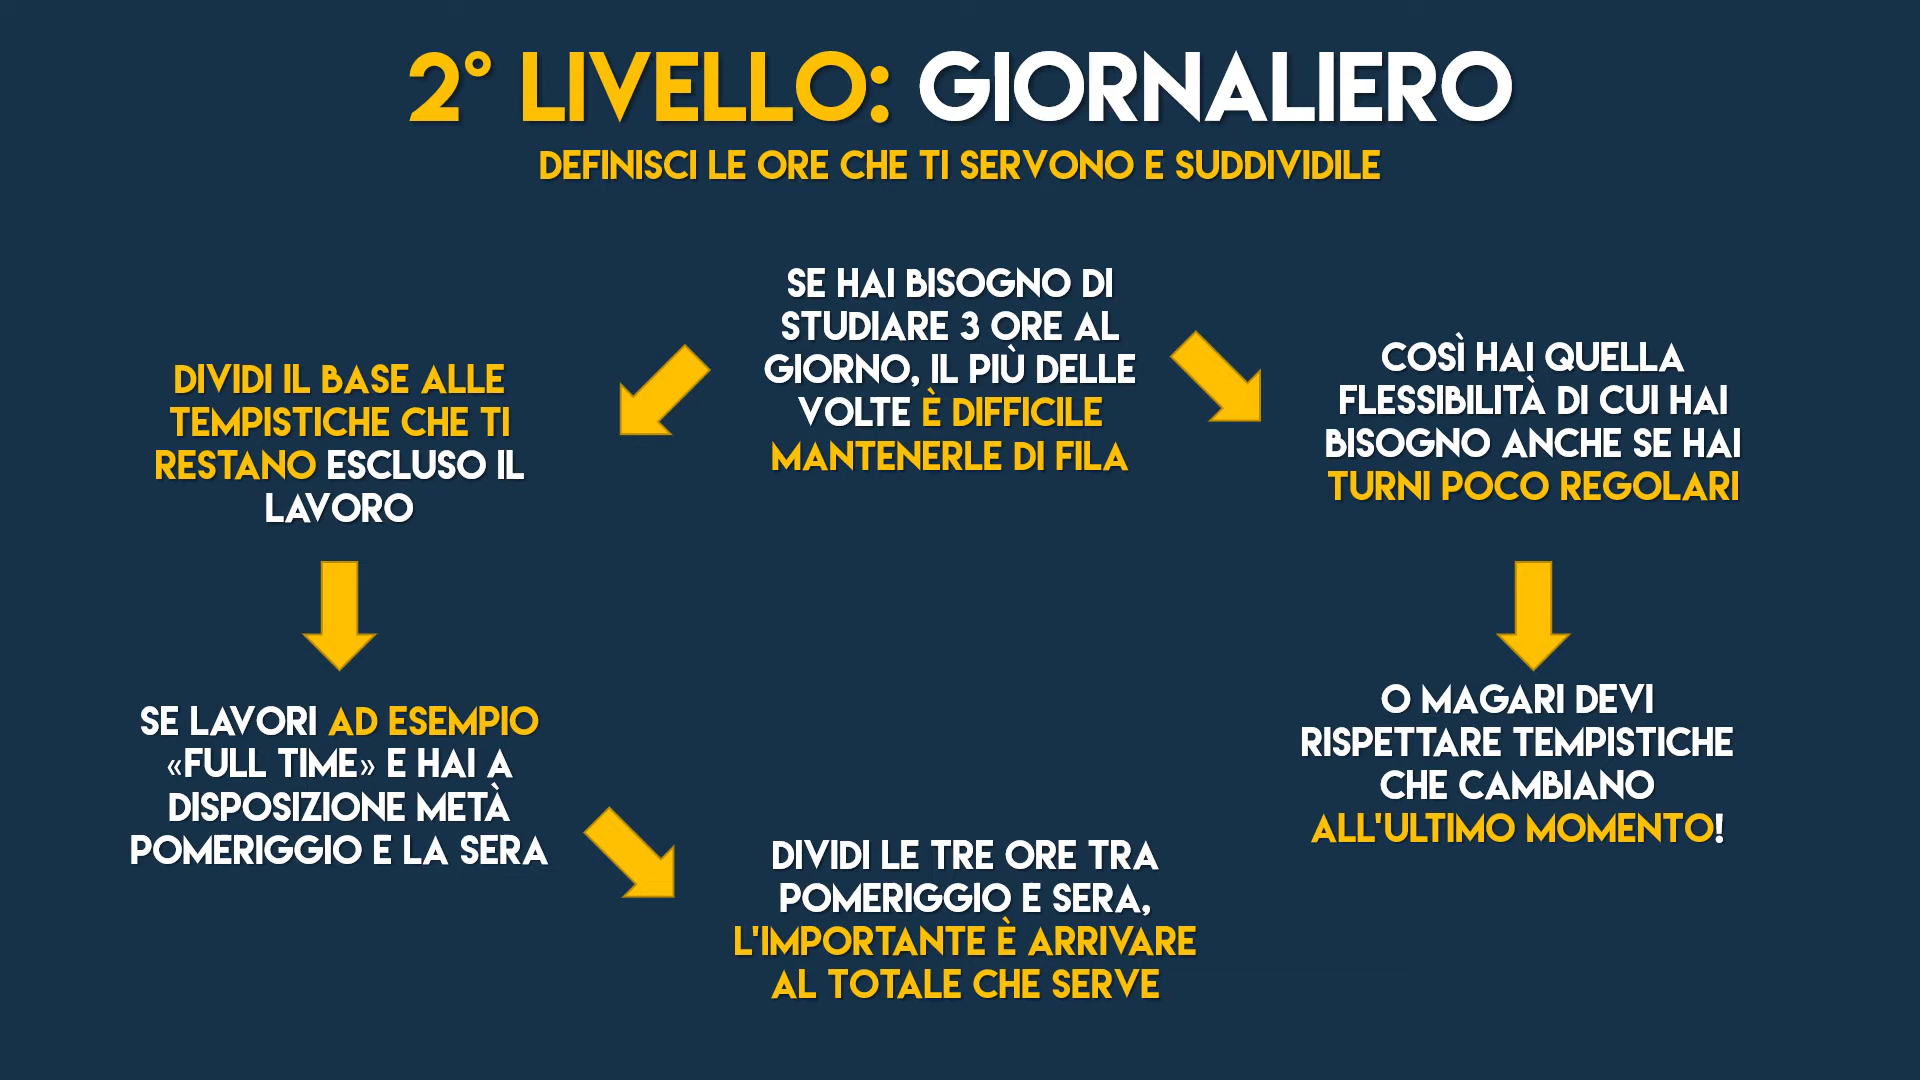 2° LIVELLO: GIORNALIERO
DEFINISCI LE ORE CHE TI SERVONO E SUDDIVIDILE
SE HAI BISOGNO DI
STUDIARE 3 ORE AL
GIORNO, IL PIÙ DELLE
VOLTE È DIFFICILE
MANTENERLE DI FILA
DIVIDI IL BASE ALLE
TEMPISTICHE CHE TI
RESTANO ESCLUSO IL
LAVORO
SE LAVORI AD ESEMPIO
«FULL TIME» E HAI A
DISPOSIZIONE METÀ
POMERIGGIO E LA SERA
DIVIDI LE TRE ORE TRA
POMERIGGIO E SERA,
L'IMPORTANTE È ARRIVARE
AL TOTALE CHE SERVE
COSÌ HAI QUELLA
FLESSIBILITÀ DI CUI HAI
BISOGNO ANCHE SE HAI
TURNI POCO REGOLARI
O MAGARI DEVI
RISPETTARE TEMPISTICHE
CHE CAMBIANO
ALL'ULTIMO MOMENTO!